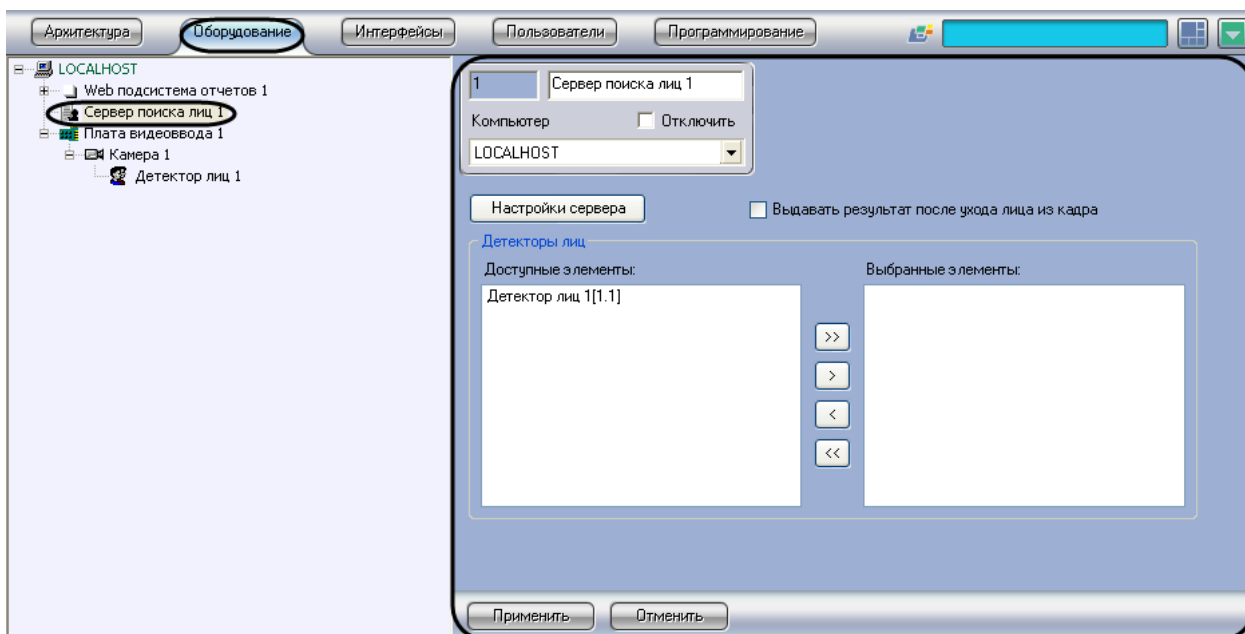 Архитектура Оборудование Интерфейсы Пользователи Программирование
LOCALHOST
Web подсистема отчетов 1
Сервер поиска лиц 1
Плата видеоввода 1
Камера 1
Детектор лиц 1
1 Сервер поиска лиц 1
Компьютер Отключить
LOCALHOST
Настройки сервера Выдавать результат после ухода лица из кадра
Детекторы лиц
Доступные элементы: Выбранные элементы:
Детектор лиц 1[1.1]
>>
>
<
<<
Применить Отменить